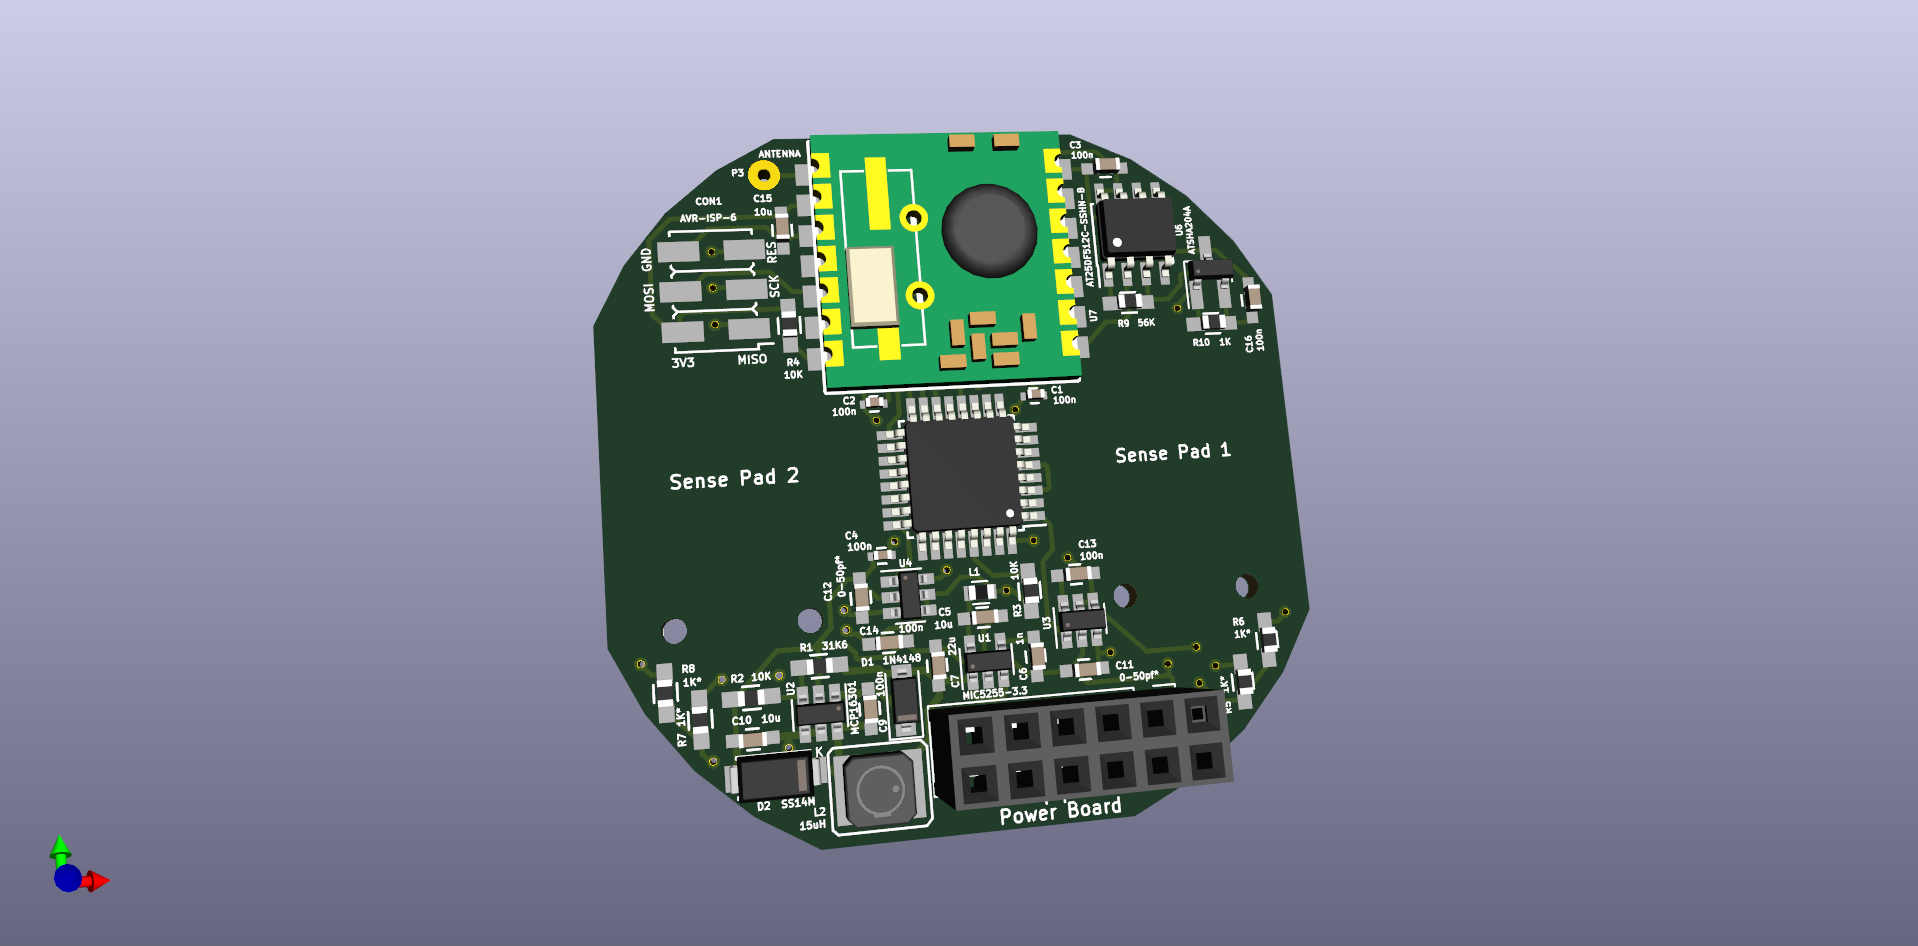 ANTENNA
P3
C15
10u
CON1
AVR-ISP-6
GND
RES
MOSI
SCK
3V3
MISO
R4
10K
C3
100n
AT25DF512C-SSHN-B
U6
ATSHA204A
U7
R9 56K
R10 1K
C16
100n
C2
100n
C1
100n
Sense Pad 2
Sense Pad 1
C4
100n
U4
C12
0-50pf*
L1
10K
R3
C13
100n
C5
10u
100n
C14
U3
R1 31K6
D1 1N4148
22u
C7
U1
1n
C6
MIC5255-3.3
C11
0-50pf*
R6
1K*
1K*
R5
R8
1K*
R2 10K
1K*
R7
C10 10u
U2
MCP16301
100n
C9
K
D2 SS14M
L2
15uH
Power Board